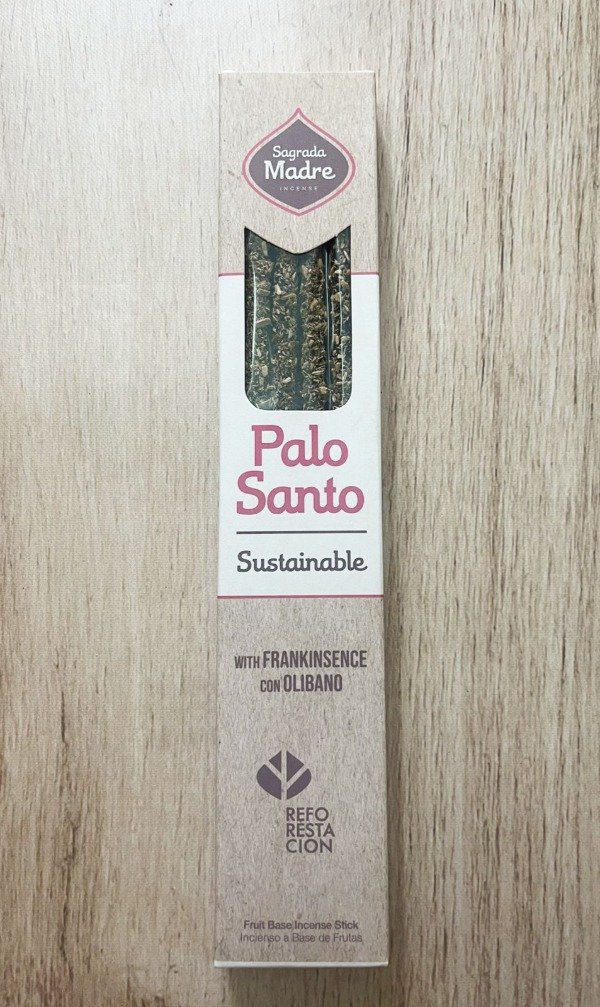 Sagrada
Madre
INCENSE
Palo
Santo
Sustainable
WITH FRANKINSENCE
CON OLIBANO
REFO
RESTA
CION
Fruit Base Incense Stick
Incienso a Base de Frutas